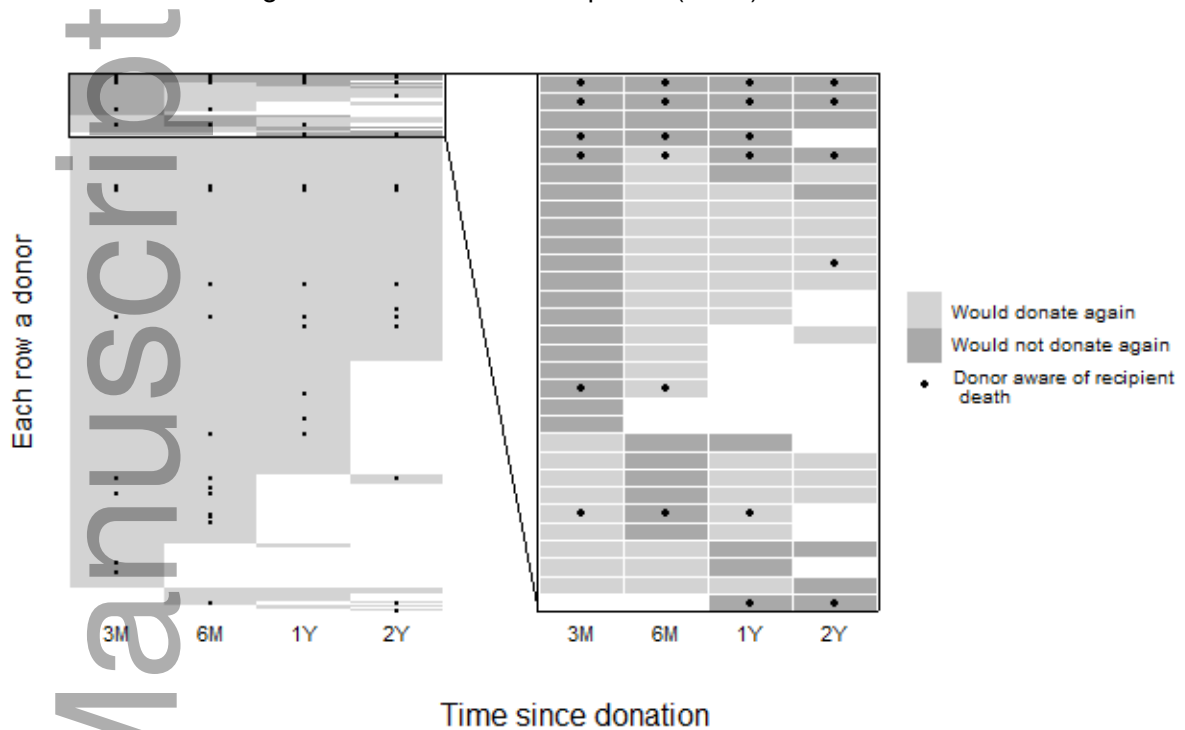 Manuscript
Each row a donor
3M 6M 1Y 2Y
3M 6M 1Y 2Y
Would donate again
Would not donate again
Donor aware of recipient
death
Time since donation